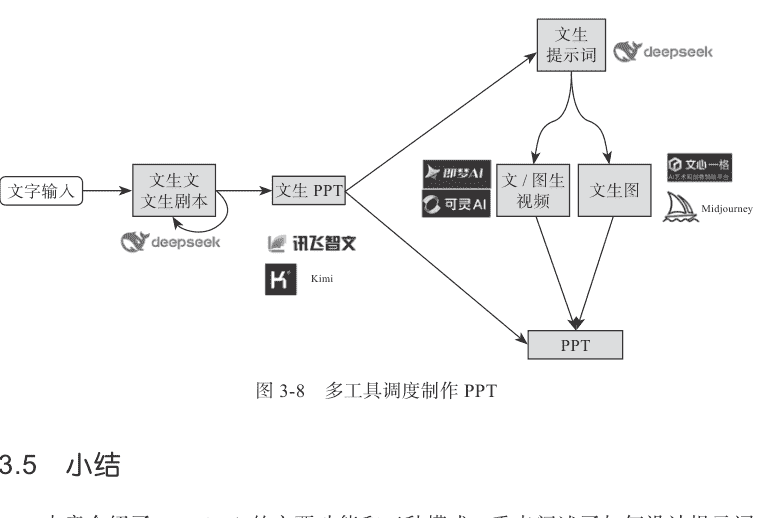 文生
提示词
deepseek
文字输入
文生文
文生剧本
deepseek
文生 PPT
讯飞智文
Kimi
即梦AI
可灵AI
文 / 图生
视频
文生图
文心一格
Midjourney
PPT
图 3-8 多工具调度制作 PPT
3.5 小结